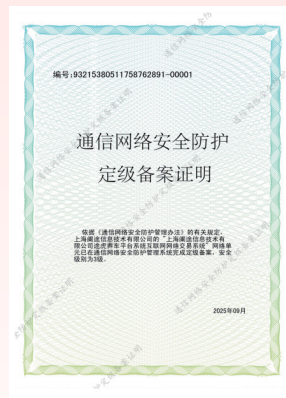 编号:93215380511758762891-00001
通信网络安全防护
定级备案证明
依据《通信网络安全防护管理办法》的有关规定，
上海阑途信息技术有限公司的“上海阑途信息技术有
限公司途虎养车平台系统互联网网络交易系统”网络单
元已在通信网络安全防护管理系统完成定级备案，安全
级别为3级。
2025年09月